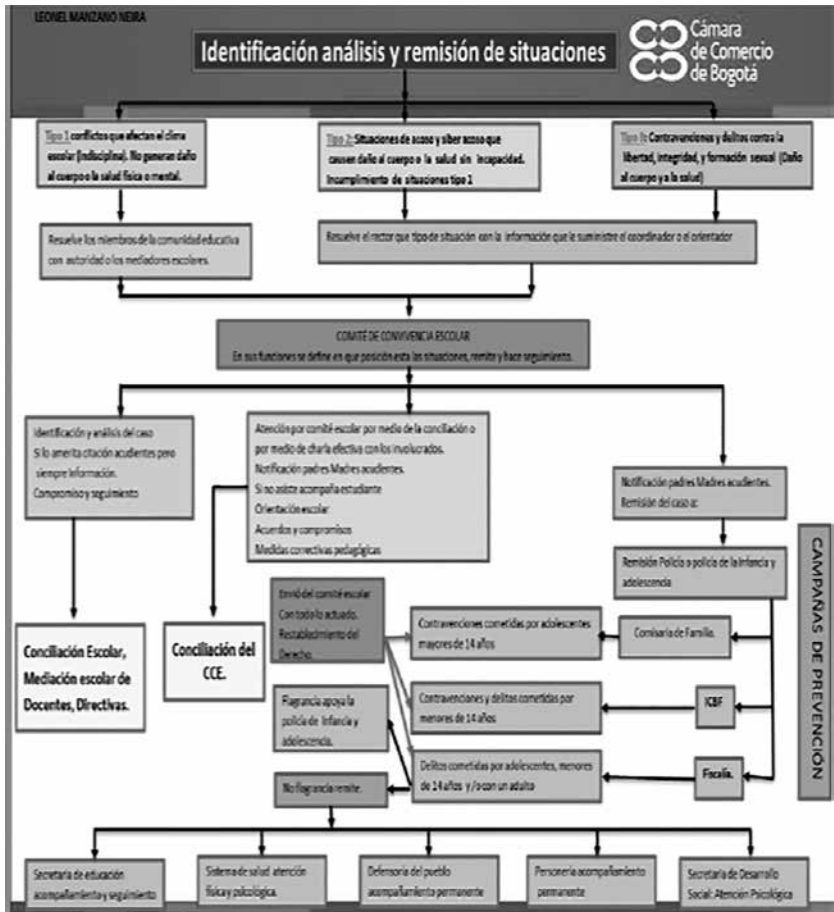 LEONEL MANZANO NEIRA
Identificación análisis y remisión de situaciones
Cámara
de Comercio
de Bogotá
Tipo 1 conflictos que afectan el clima
escolar (indisciplina). No generan daño
al cuerpo o la salud física o mental.
Tipo 2: Situaciones de acoso y siber acoso que
causen daño al cuerpo o la salud sin incapacidad.
Incumplimiento de situaciones tipo 1
Contravenciones y delitos contra la
libertad, integridad, y formación sexual (Daño
al cuerpo y a la salud)
Resuelve los miembros de la comunidad educativa
con autoridad o los mediadores escolares.
Resuelve el rector que tipo de situación con la información que le suministre el coordinador o el orientador
COMITÉ DE CONVIVENCIA ESCOLAR
En sus funciones se define en que posición esta las situaciones, remite y hace seguimiento.
Identificación y análisis del caso
Si lo amerita citación acudientes pero
siempre información.
Compromiso y seguimiento
Atención por comité escolar por medio de la conciliación o
por medio de charla efectiva con los involucrados.
Notificación padres Madres acudientes.
Si no asiste acompaña estudiante
Orientación escolar
Acuerdos y compromisos
Medidas correctivas pedagógicas
Notificación padres Madres acudientes.
Remisión del caso a:
Remisión Policía o policía de la infancia y
adolescencia
CAMPAÑAS DE PREVENCIÓN
Conciliación Escolar,
Mediación escolar de
Docentes, Directivas.
Conciliación del
CCE.
Envió del comité escolar
Con todo lo actuado.
Restablecimiento del
Derecho.
Contravenciones cometidas por adolescentes
mayores de 14 años
Comisaria de Familia.
Flagrancia apoya la
policía de Infancia y
adolescencia.
Contravenciones y delitos cometidas por
menores de 14 años
ICBF
Delitos cometidas por adolescentes, menores
de 14 años y /o con un adulto
Fiscalía.
No flagrancia remite.
Secretaria de educación
acompañamiento y seguimiento
Sistema de salud atención
física y psicológica.
Defensoría del pueblo
acompañamiento permanente
Personería acompañamiento
permanente
Secretaria de Desarrollo
Social: Atención Psicológica